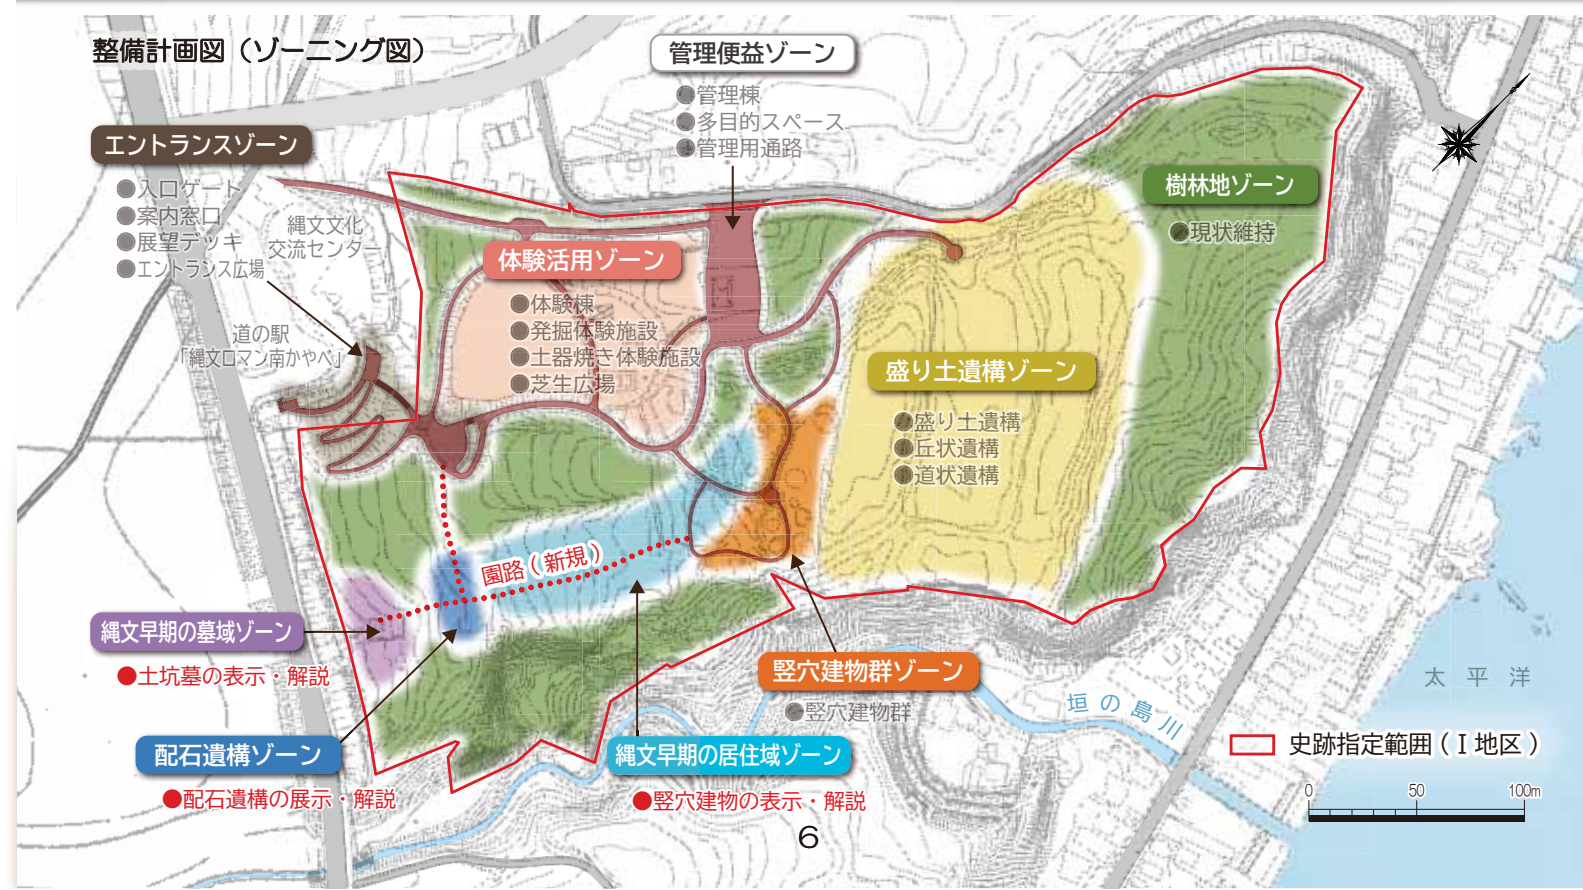 整備計画図（ゾーニング図）
管理便益ゾーン
●管理棟
●多目的スペース
●管理用通路
エントランスゾーン
●入口ゲート
●案内窓口
●展望デッキ
●エントランス広場
縄文文化
交流センター
道の駅
「縄文ロマン南かやべ」
体験活用ゾーン
●体験棟
●発掘体験施設
●土器焼き体験施設
●芝生広場
樹林地ゾーン
●現状維持
盛り土遺構ゾーン
●盛り土遺構
●丘状遺構
●道状遺構
園路（新規）
縄文早期の墓域ゾーン
●土坑墓の表示・解説
配石遺構ゾーン
●配石遺構の展示・解説
縄文早期の居住域ゾーン
●竪穴建物の表示・解説
竪穴建物群ゾーン
●竪穴建物群
垣の島川
太平洋
史跡指定範囲（Ⅰ地区）
0 50 100m
6